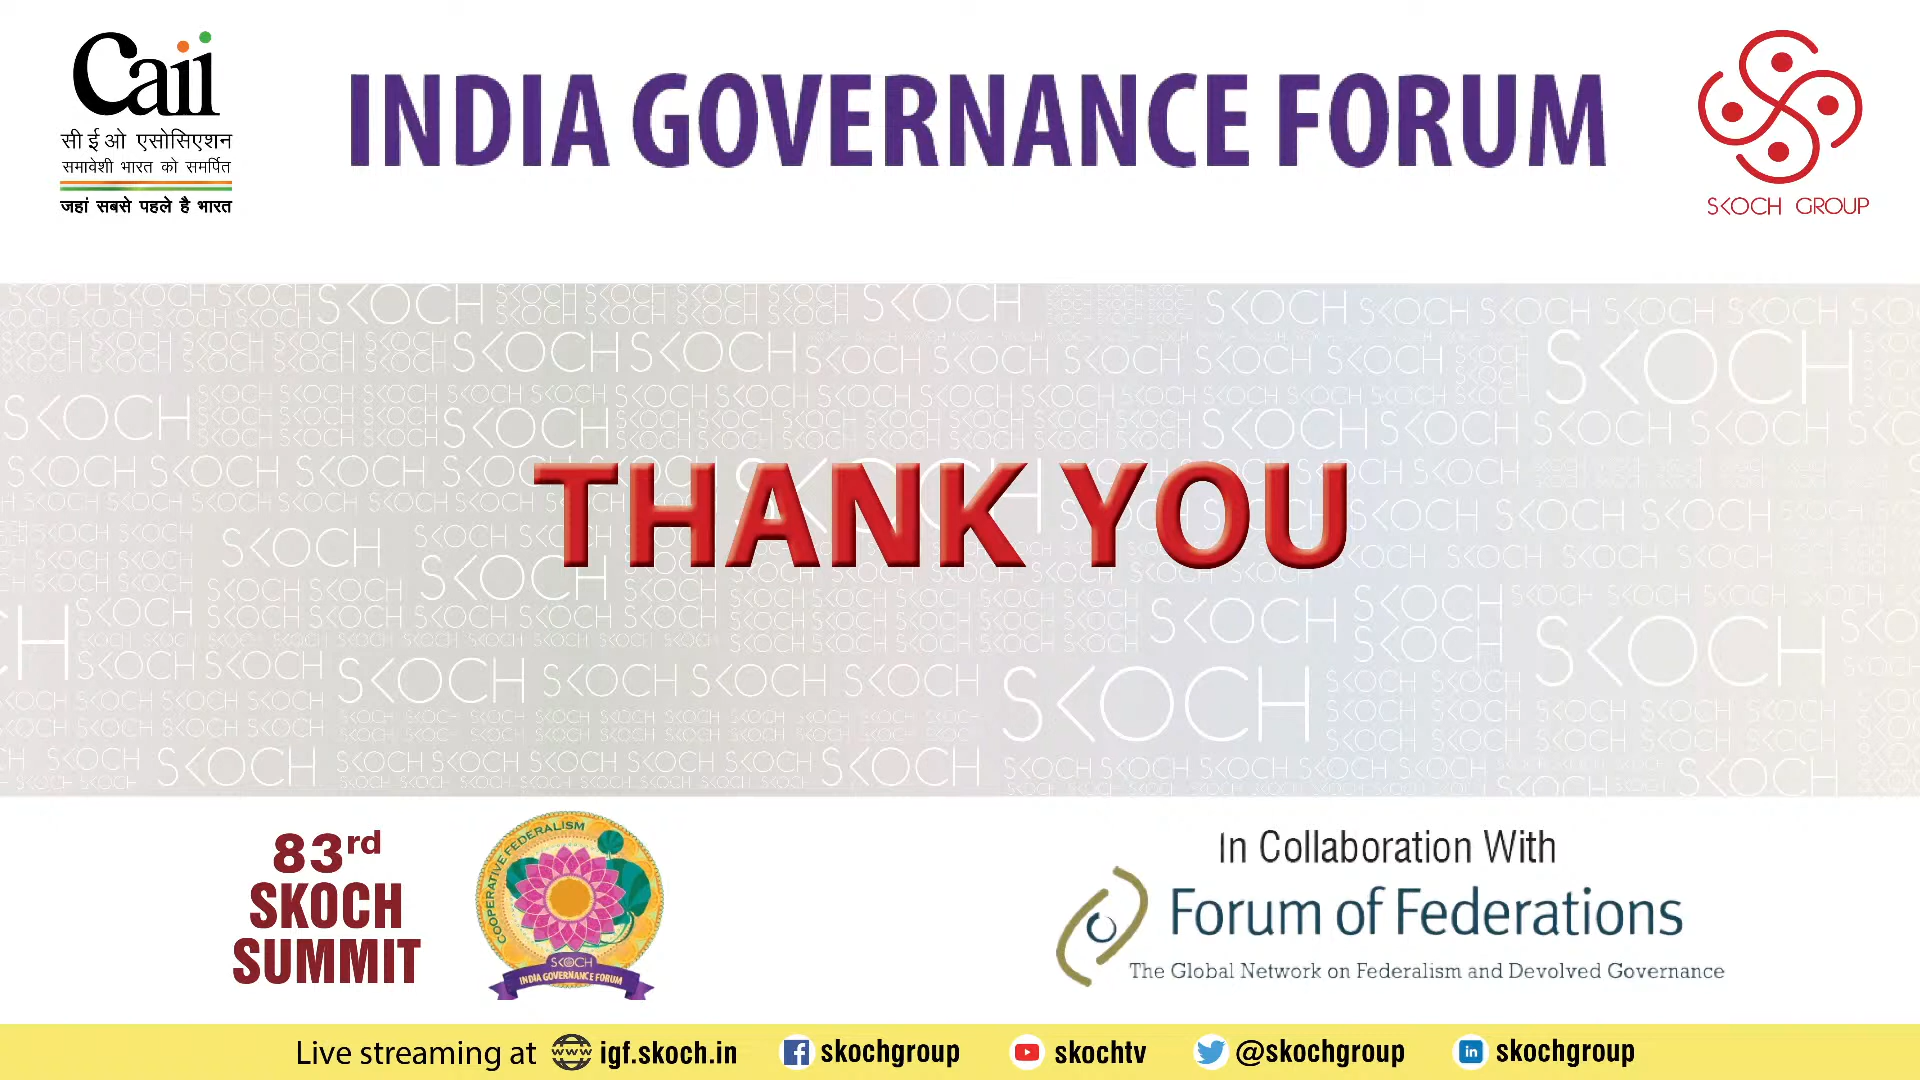 Caii
सी ई ओ एसोसिएशन
समावेशी भारत को समर्पित
जहां सबसे पहले है भारत
INDIA GOVERNANCE FORUM
SKOCH GROUP
THANK YOU
83rd
SKOCH
SUMMIT
COOPERATIVE FEDERALISM
SKOCH
INDIA GOVERNANCE FORUM
In Collaboration With
Forum of Federations
The Global Network on Federalism and Devolved Governance
Live streaming at www igf.skoch.in skochgroup skochtv @skochgroup skochgroup